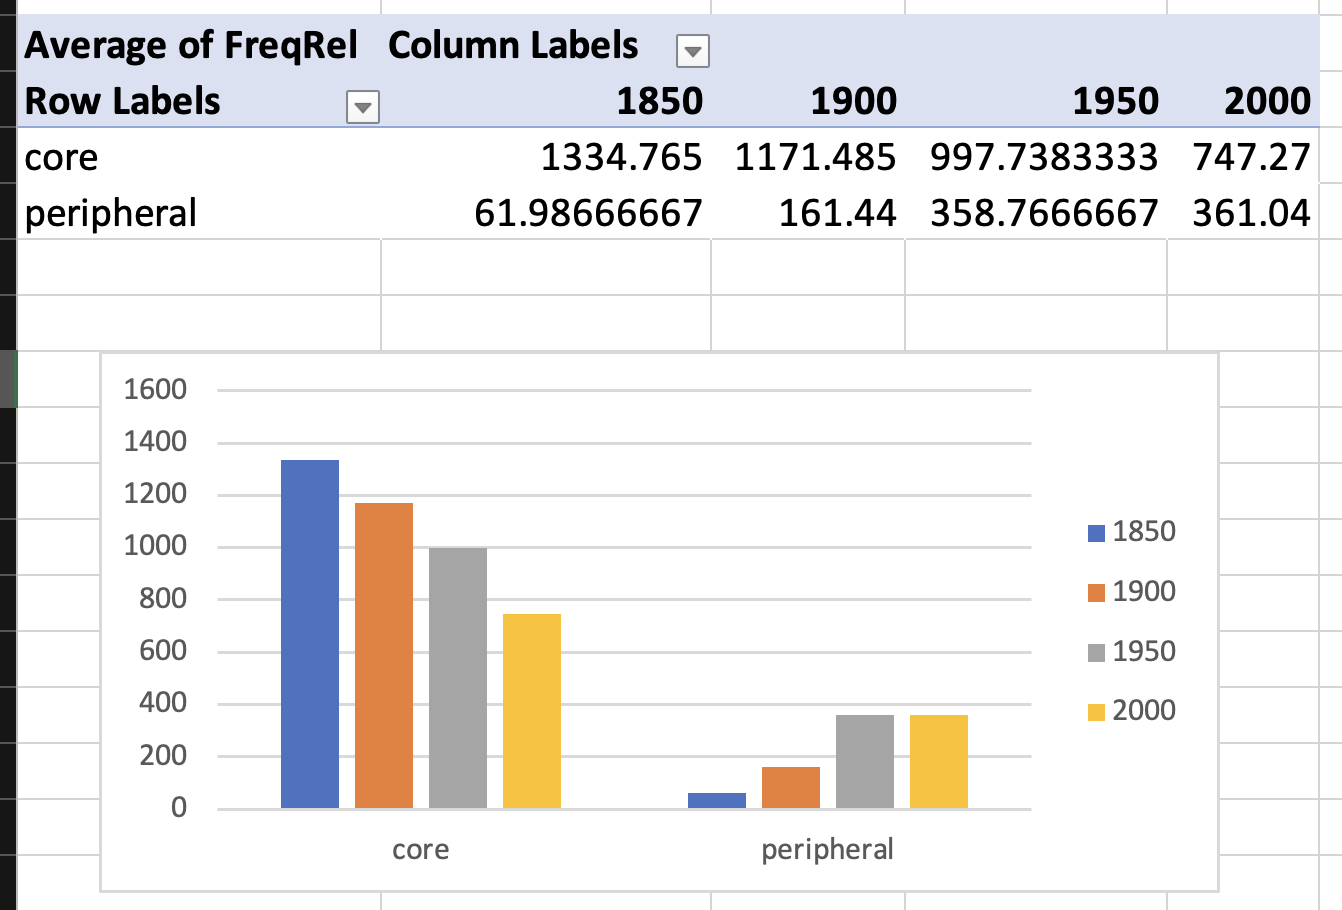 Average of FreqRel Column Labels
Row Labels 1850 1900 1950 2000
core 1334.765 1171.485 997.7383333 747.27
peripheral 61.98666667 161.44 358.7666667 361.04
1600
1400
1200
1000
800
600
400
200
0
core peripheral
1850
1900
1950
2000